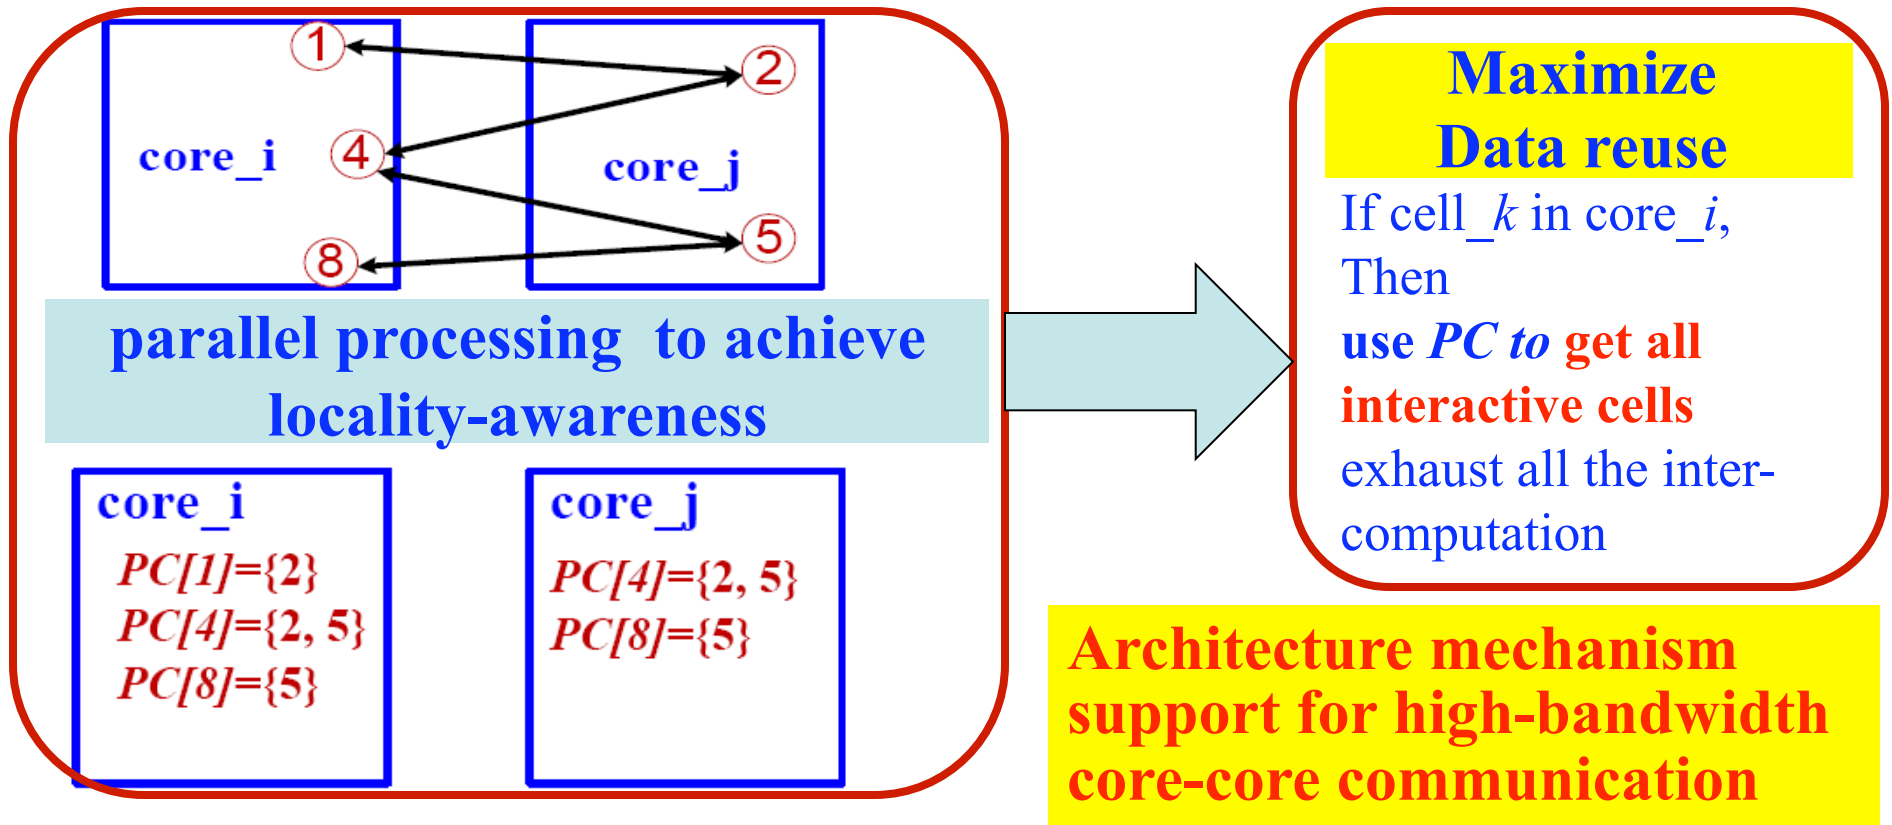 1
2
core_i
4
core_j
8
5
parallel processing to achieve
locality-awareness
core_i
PC[1]={2}
PC[4]={2, 5}
PC[8]={5}
core_j
PC[4]={2, 5}
PC[8]={5}
Maximize
Data reuse
If cell_k in core_i,
Then
use PC to get all
interactive cells
exhaust all the inter-
computation
Architecture mechanism
support for high-bandwidth
core-core communication